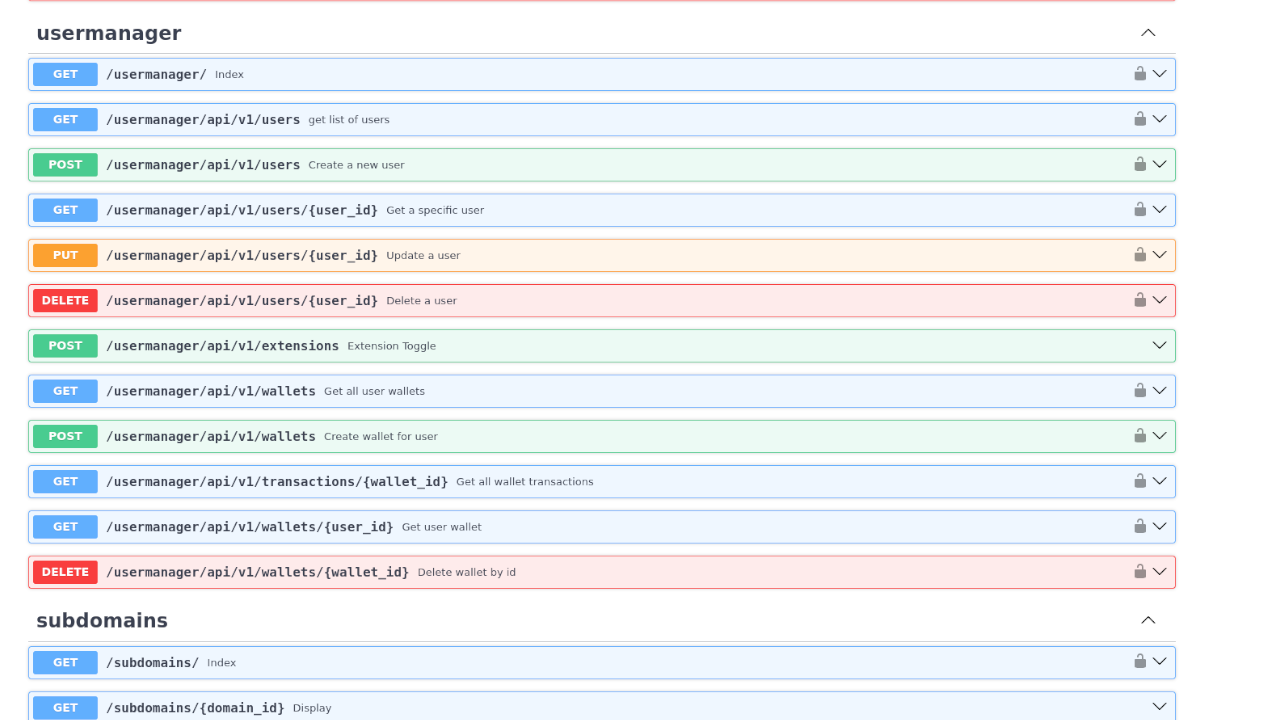 usermanager
GET /usermanager/ Index
GET /usermanager/api/v1/users get list of users
POST /usermanager/api/v1/users Create a new user
GET /usermanager/api/v1/users/{user_id} Get a specific user
PUT /usermanager/api/v1/users/{user_id} Update a user
DELETE /usermanager/api/v1/users/{user_id} Delete a user
POST /usermanager/api/v1/extensions Extension Toggle
GET /usermanager/api/v1/wallets Get all user wallets
POST /usermanager/api/v1/wallets Create wallet for user
GET /usermanager/api/v1/transactions/{wallet_id} Get all wallet transactions
GET /usermanager/api/v1/wallets/{user_id} Get user wallet
DELETE /usermanager/api/v1/wallets/{wallet_id} Delete wallet by id
subdomains
GET /subdomains/ Index
GET /subdomains/{domain_id} Display